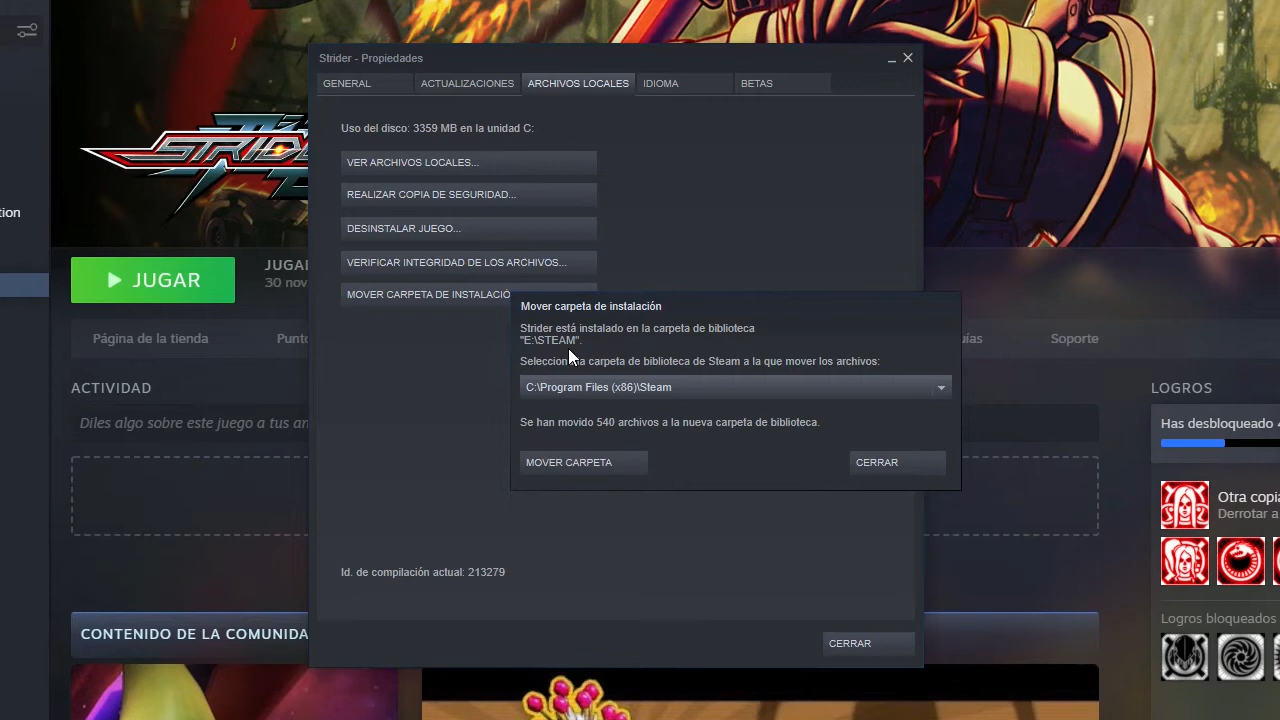 Strider - Propiedades
GENERAL
ACTUALIZACIONES
ARCHIVOS LOCALES
IDIOMA
BETAS
Uso del disco: 3359 MB en la unidad C:
VER ARCHIVOS LOCALES...
REALIZAR COPIA DE SEGURIDAD...
DESINSTALAR JUEGO...
VERIFICAR INTEGRIDAD DE LOS ARCHIVOS...
MOVER CARPETA DE INSTALACIÓ
Mover carpeta de instalación
Strider está instalado en la carpeta de biblioteca
"E:\STEAM".
Seleccion a carpeta de biblioteca de Steam a la que mover los archivos:
C:\Program Files (x86)\Steam
Se han movido 540 archivos a la nueva carpeta de biblioteca.
MOVER CARPETA
CERRAR
Id. de compilación actual: 213279
CERRAR
STRID
tion
JUGAR
JUGA
30 nov
Página de la tienda
Punto
uías
Soporte
ACTIVIDAD
Diles algo sobre este juego a tus an
CONTENIDO DE LA COMUNIDA
LOGROS
Has desbloqueado 4
Otra copia
Derrotar a
Logros bloqueados